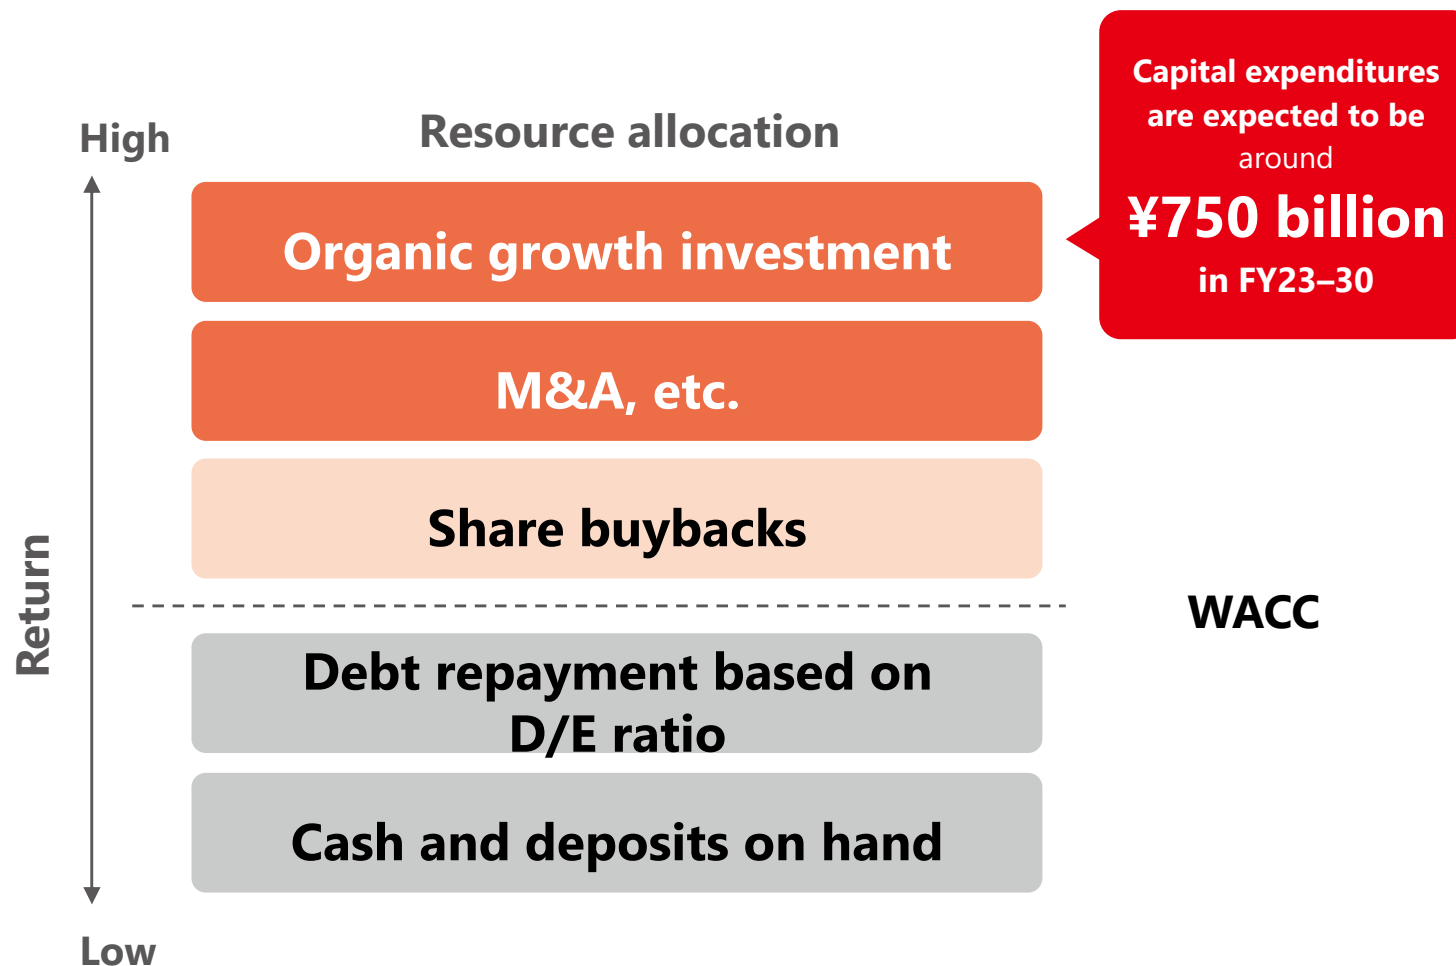 High
Resource allocation
Capital expenditures
are expected to be
around
¥750 billion
in FY23–30
Organic growth investment
M&A, etc.
Share buybacks
WACC
Return
Debt repayment based on
D/E ratio
Cash and deposits on hand
Low